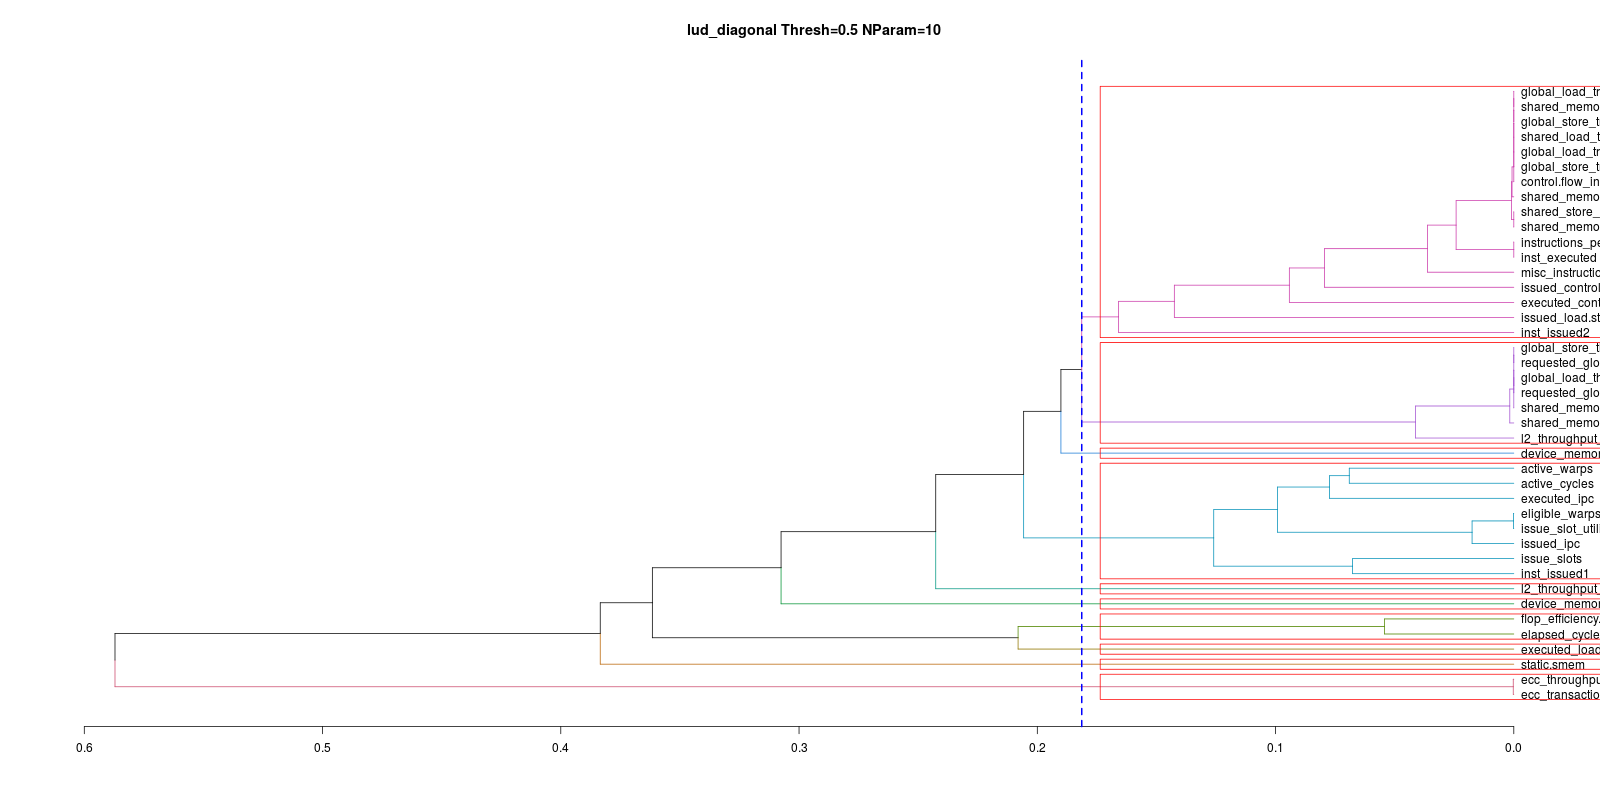 lud_diagonal Thresh=0.5 NParam=10
global_load_tr
shared_memo
global_store_t
shared_load_t
global_load_tr
global_store_t
control.flow_in
shared_memo
shared_store_
shared_memo
instructions_pe
inst_executed
misc_instructio
issued_control
executed_cont
issued_load.st
inst_issued2
global_store_t
requested_glo
global_load_th
requested_glo
shared_memo
shared_memo
l2_throughput_
device_memor
active_warps
active_cycles
executed_ipc
eligible_warps
issue_slot_util
issued_ipc
issue_slots
inst_issued1
l2_throughput_
device_memor
flop_efficiency.
elapsed_cycle
executed_load
static.smem
ecc_throughpu
ecc_transactio
0.6 0.5 0.4 0.3 0.2 0.1 0.0